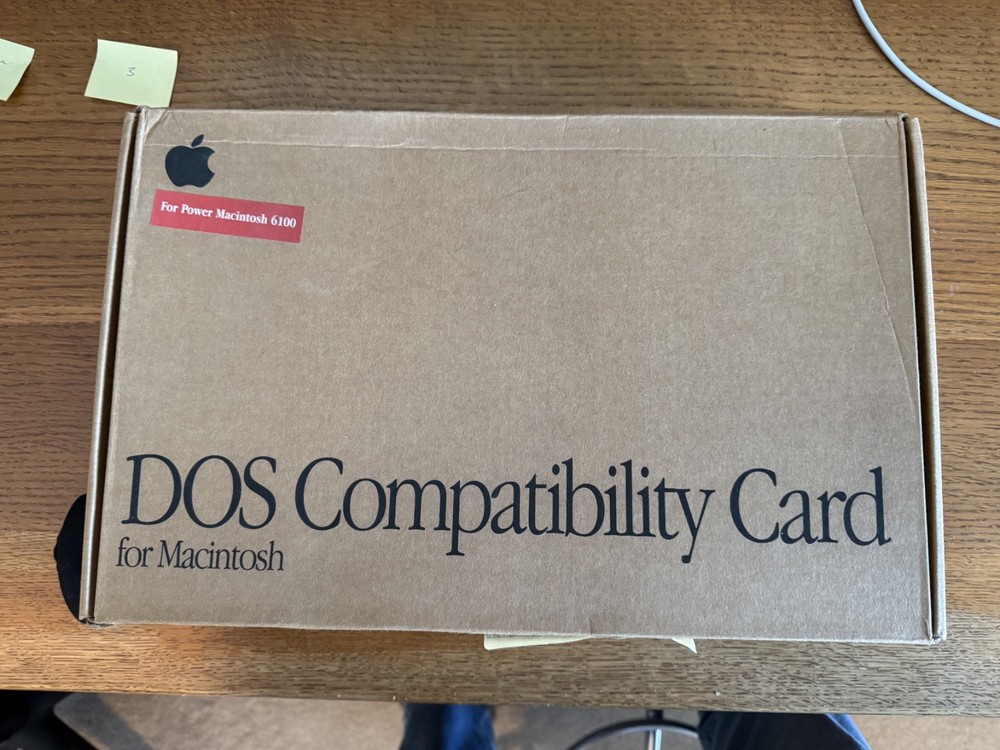 3
For Power Macintosh 6100
DOS Compatibility Card
for Macintosh